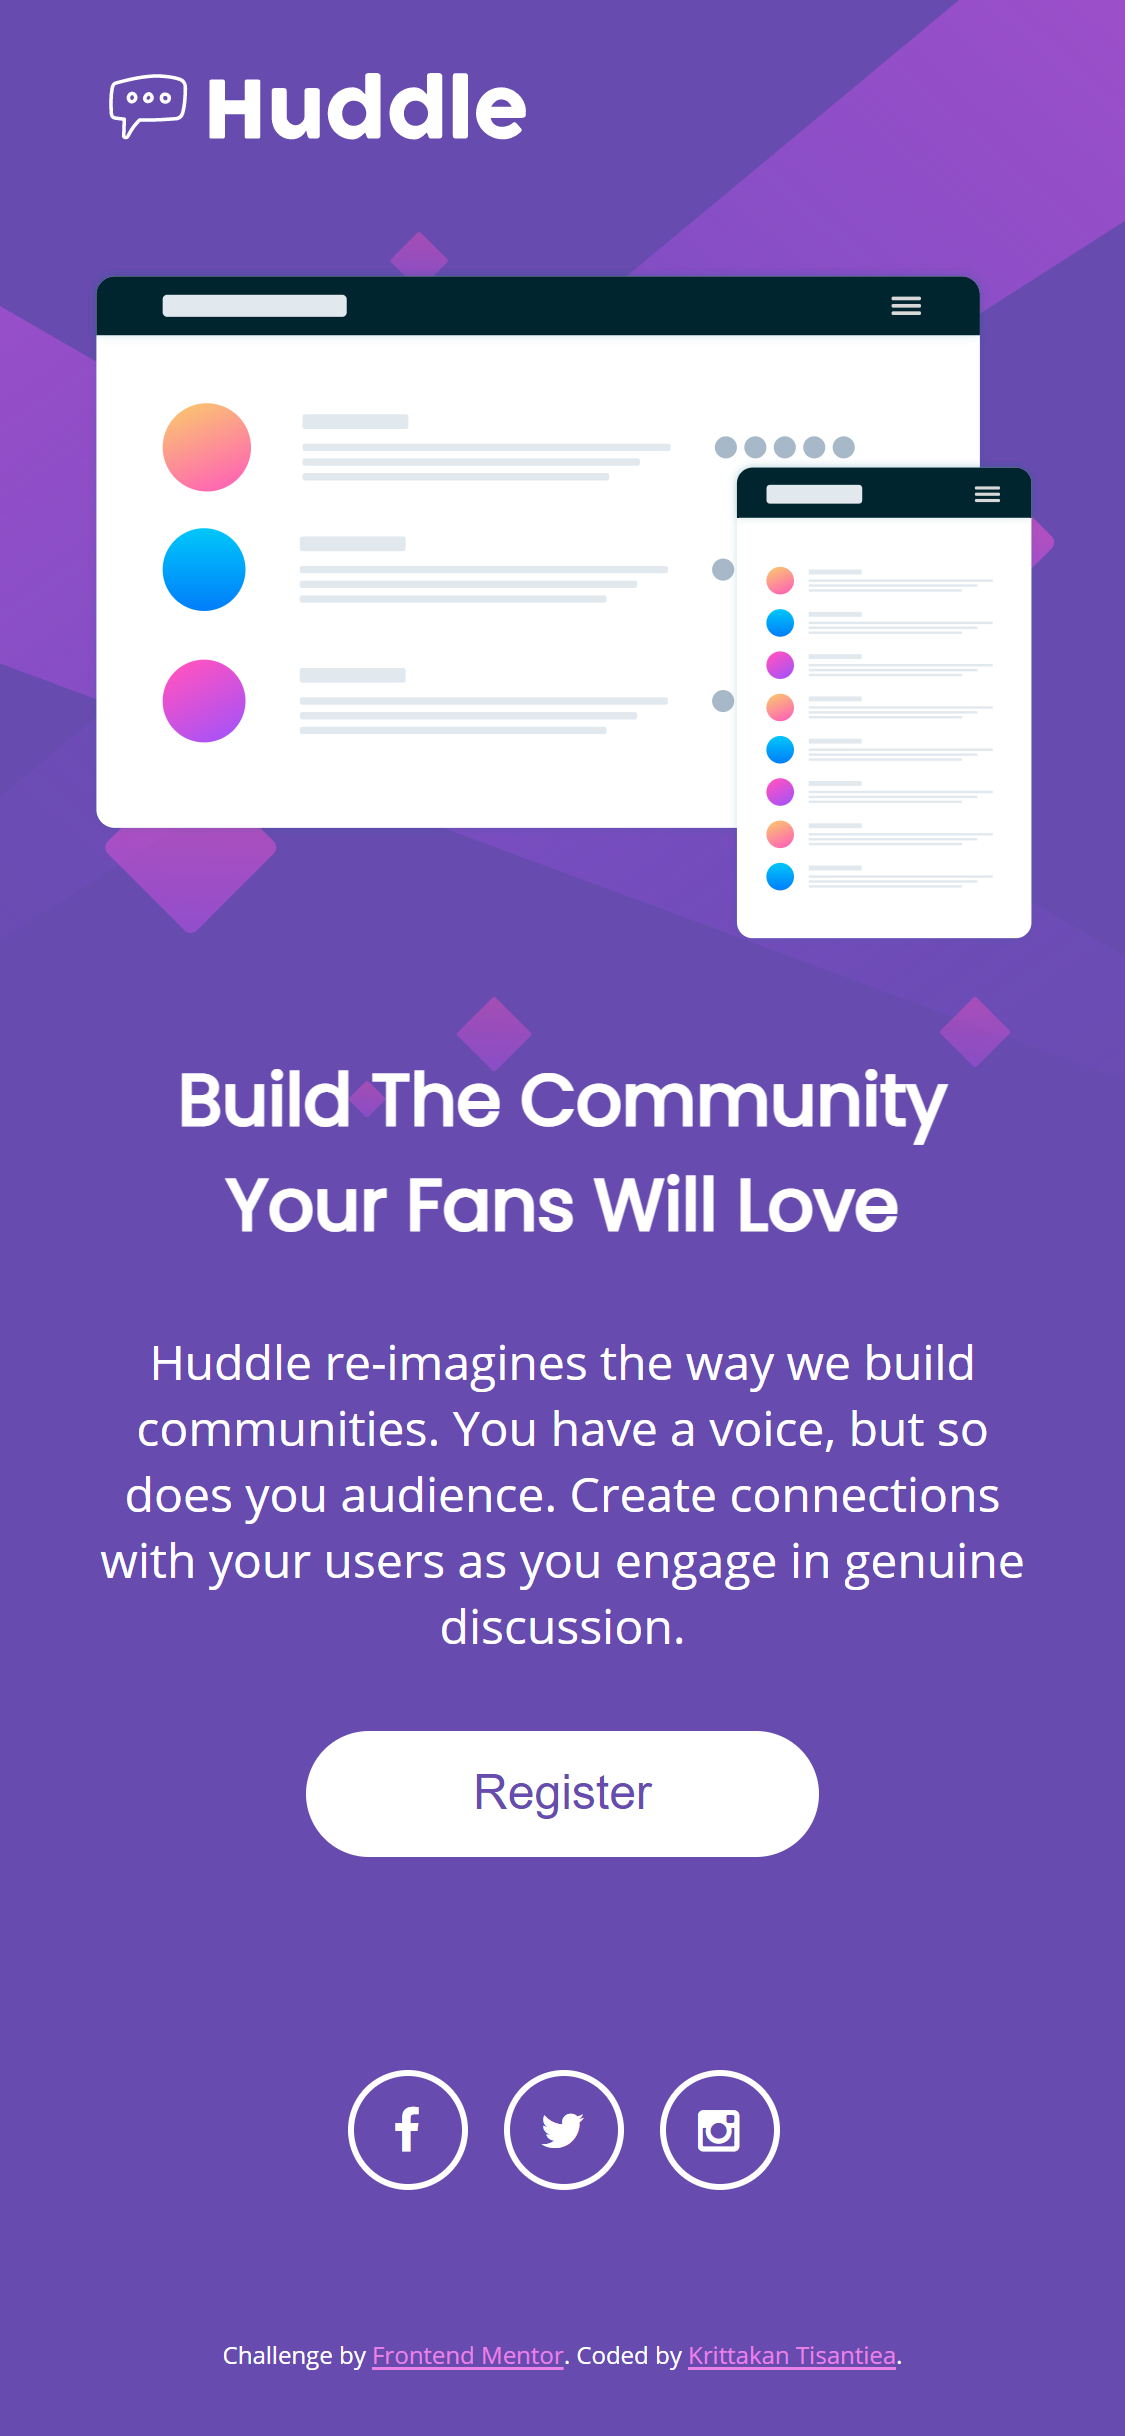 Huddle
Build The Community
Your Fans Will Love
Huddle re-imagines the way we build
communities. You have a voice, but so
does you audience. Create connections
with your users as you engage in genuine
discussion.
Register
Challenge by Frontend Mentor. Coded by Krittakan Tisantiea.